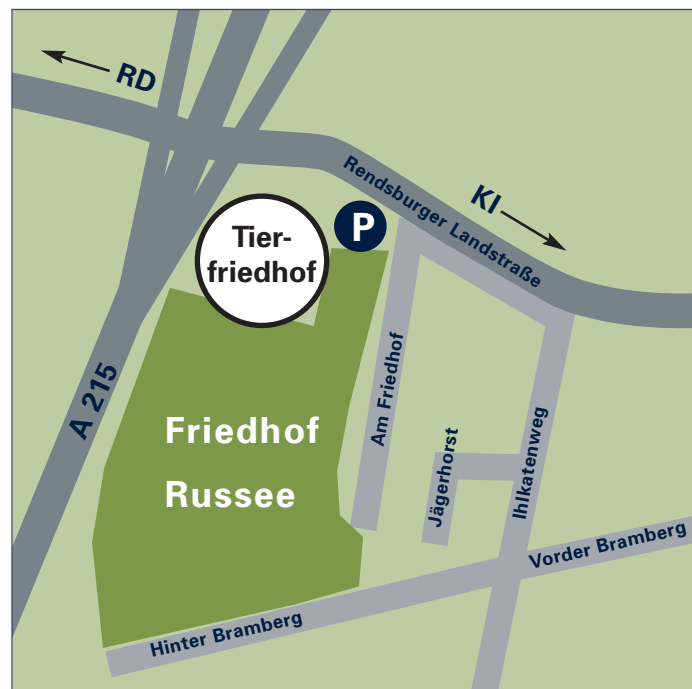 RD
Rendsburger Landstraße
KI
P
Tier-
friedhof
A 215
Friedhof
Russee
Am Friedhof
Jägerhorst
Ihlkatenweg
Vorder Bramberg
Hinter Bramberg